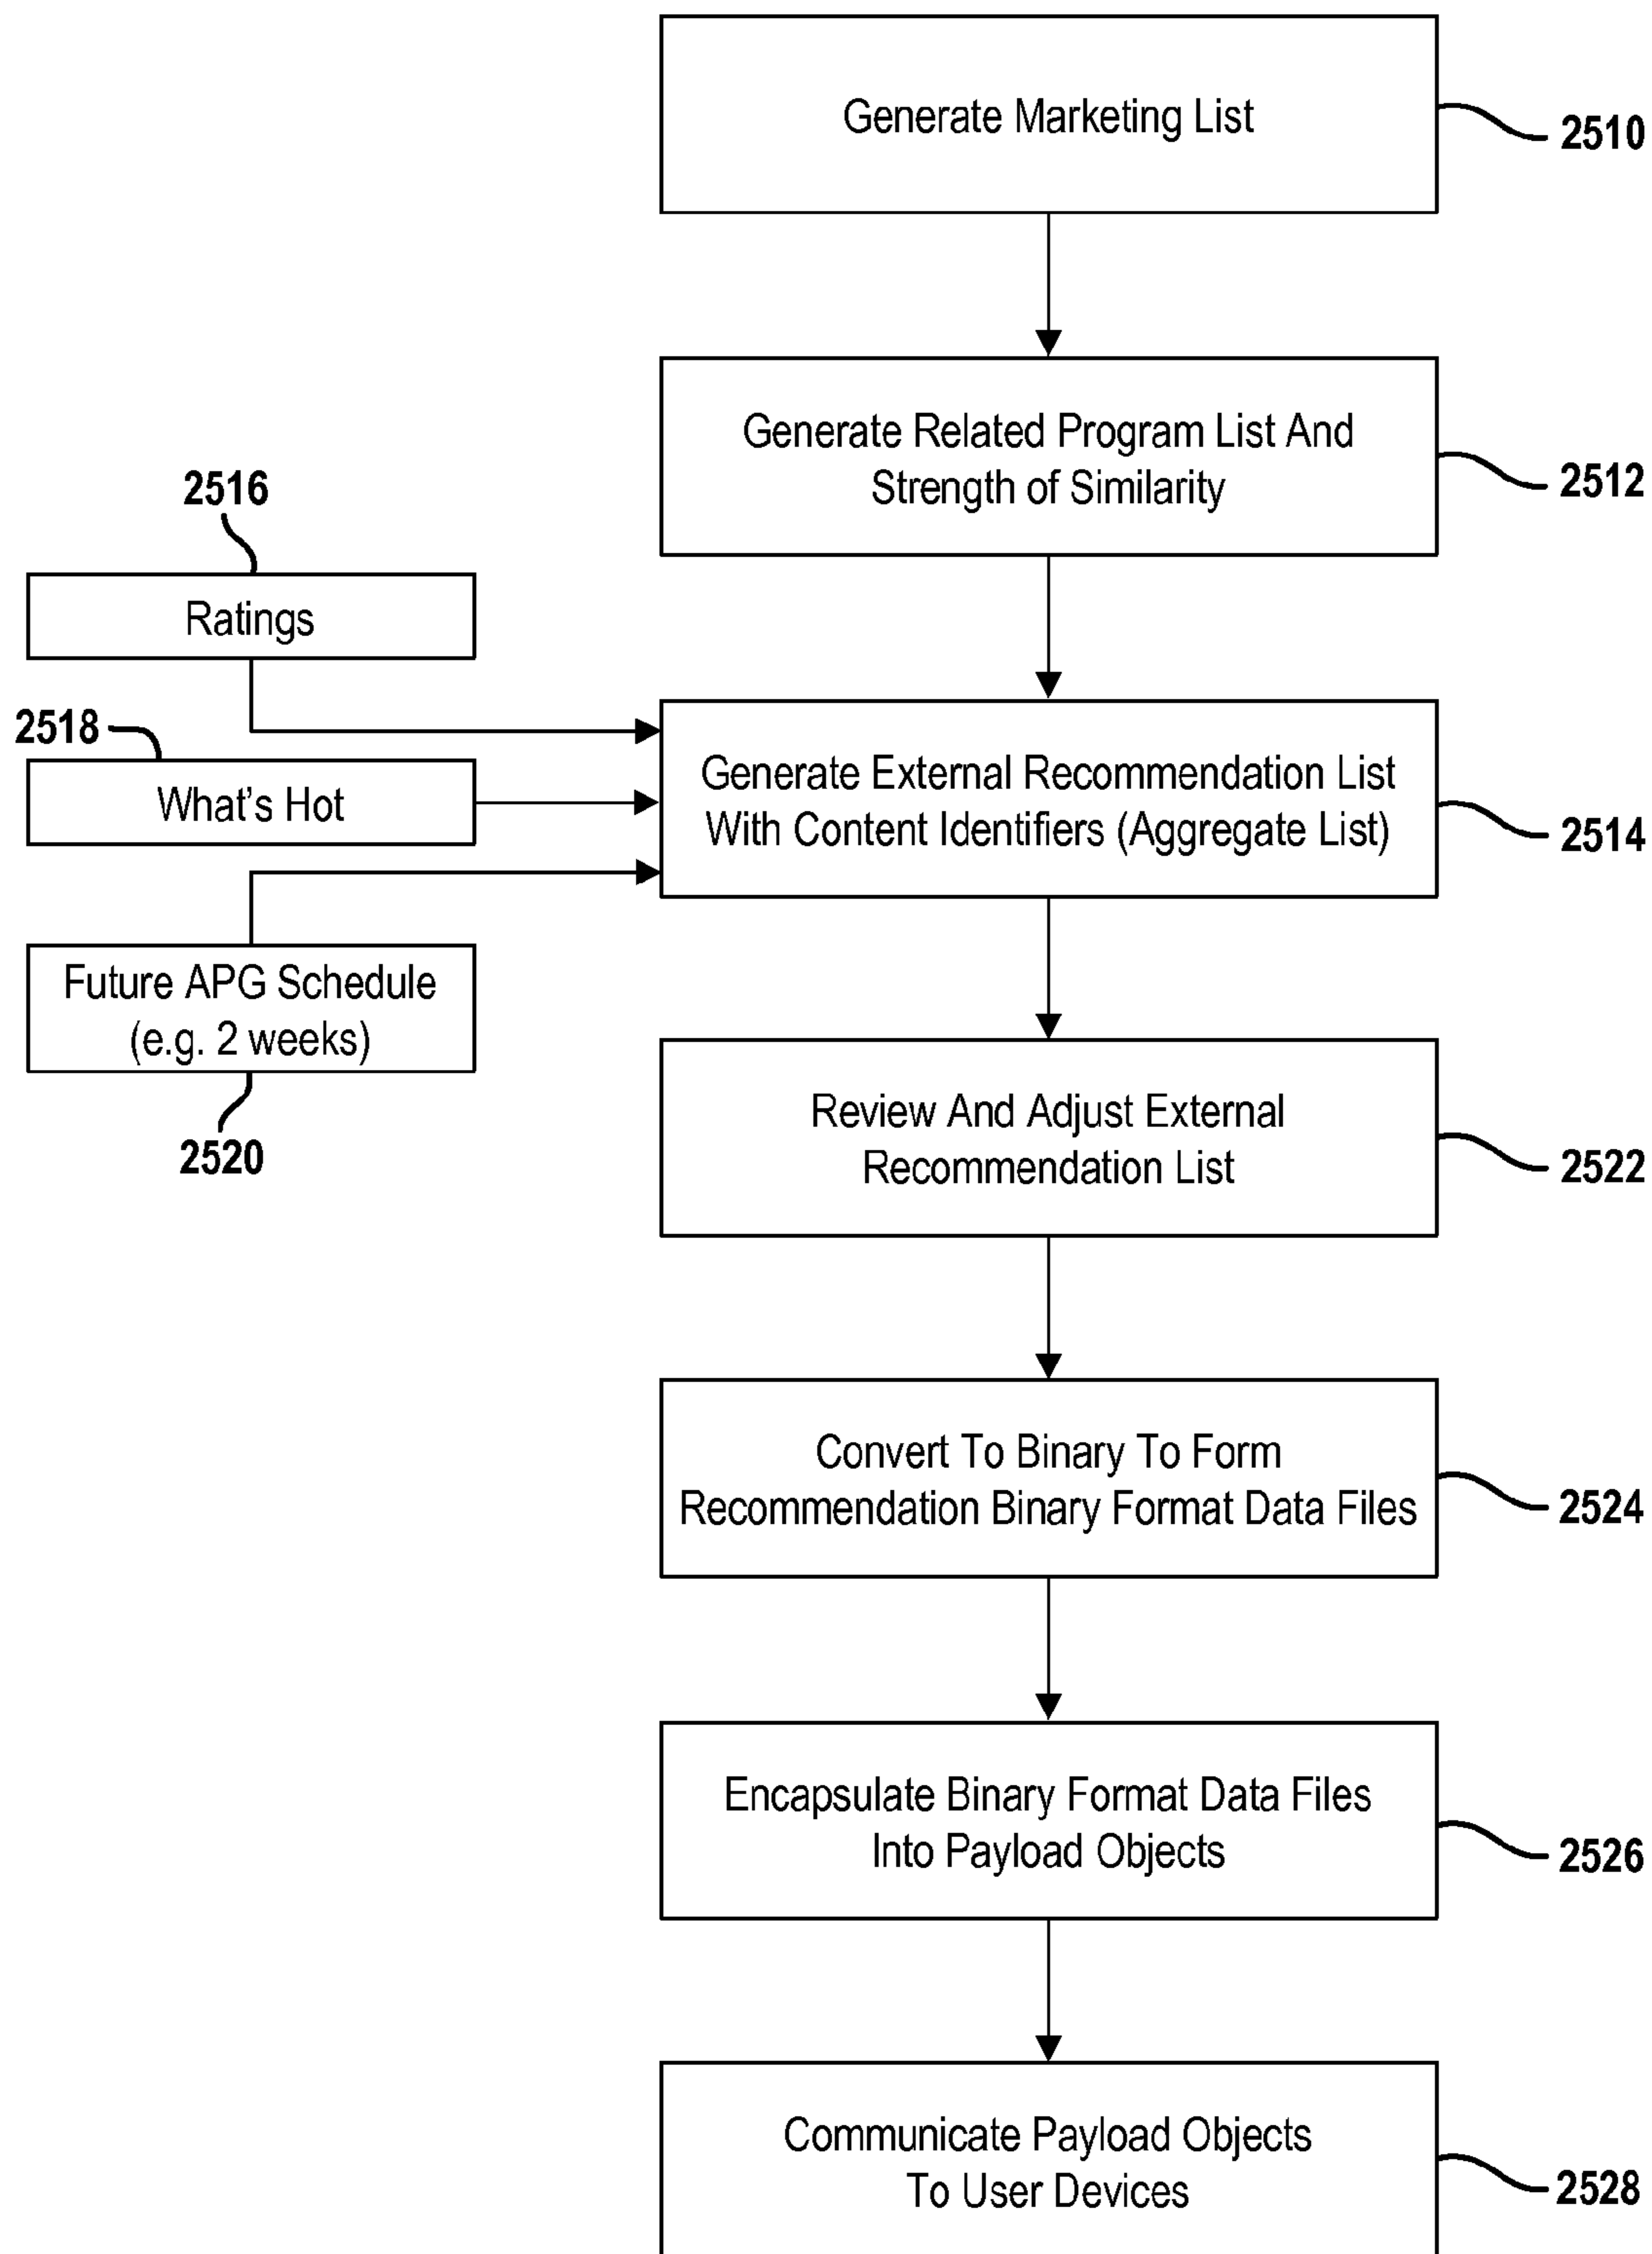 Generate Marketing List
2510
Generate Related Program List And
Strength of Similarity
2512
2516
Ratings
2518
What's Hot
Generate External Recommendation List
With Content Identifiers (Aggregate List)
2514
Future APG Schedule
(e.g. 2 weeks)
2520
Review And Adjust External
Recommendation List
2522
Convert To Binary To Form
Recommendation Binary Format Data Files
2524
Encapsulate Binary Format Data Files
Into Payload Objects
2526
Communicate Payload Objects
To User Devices
2528